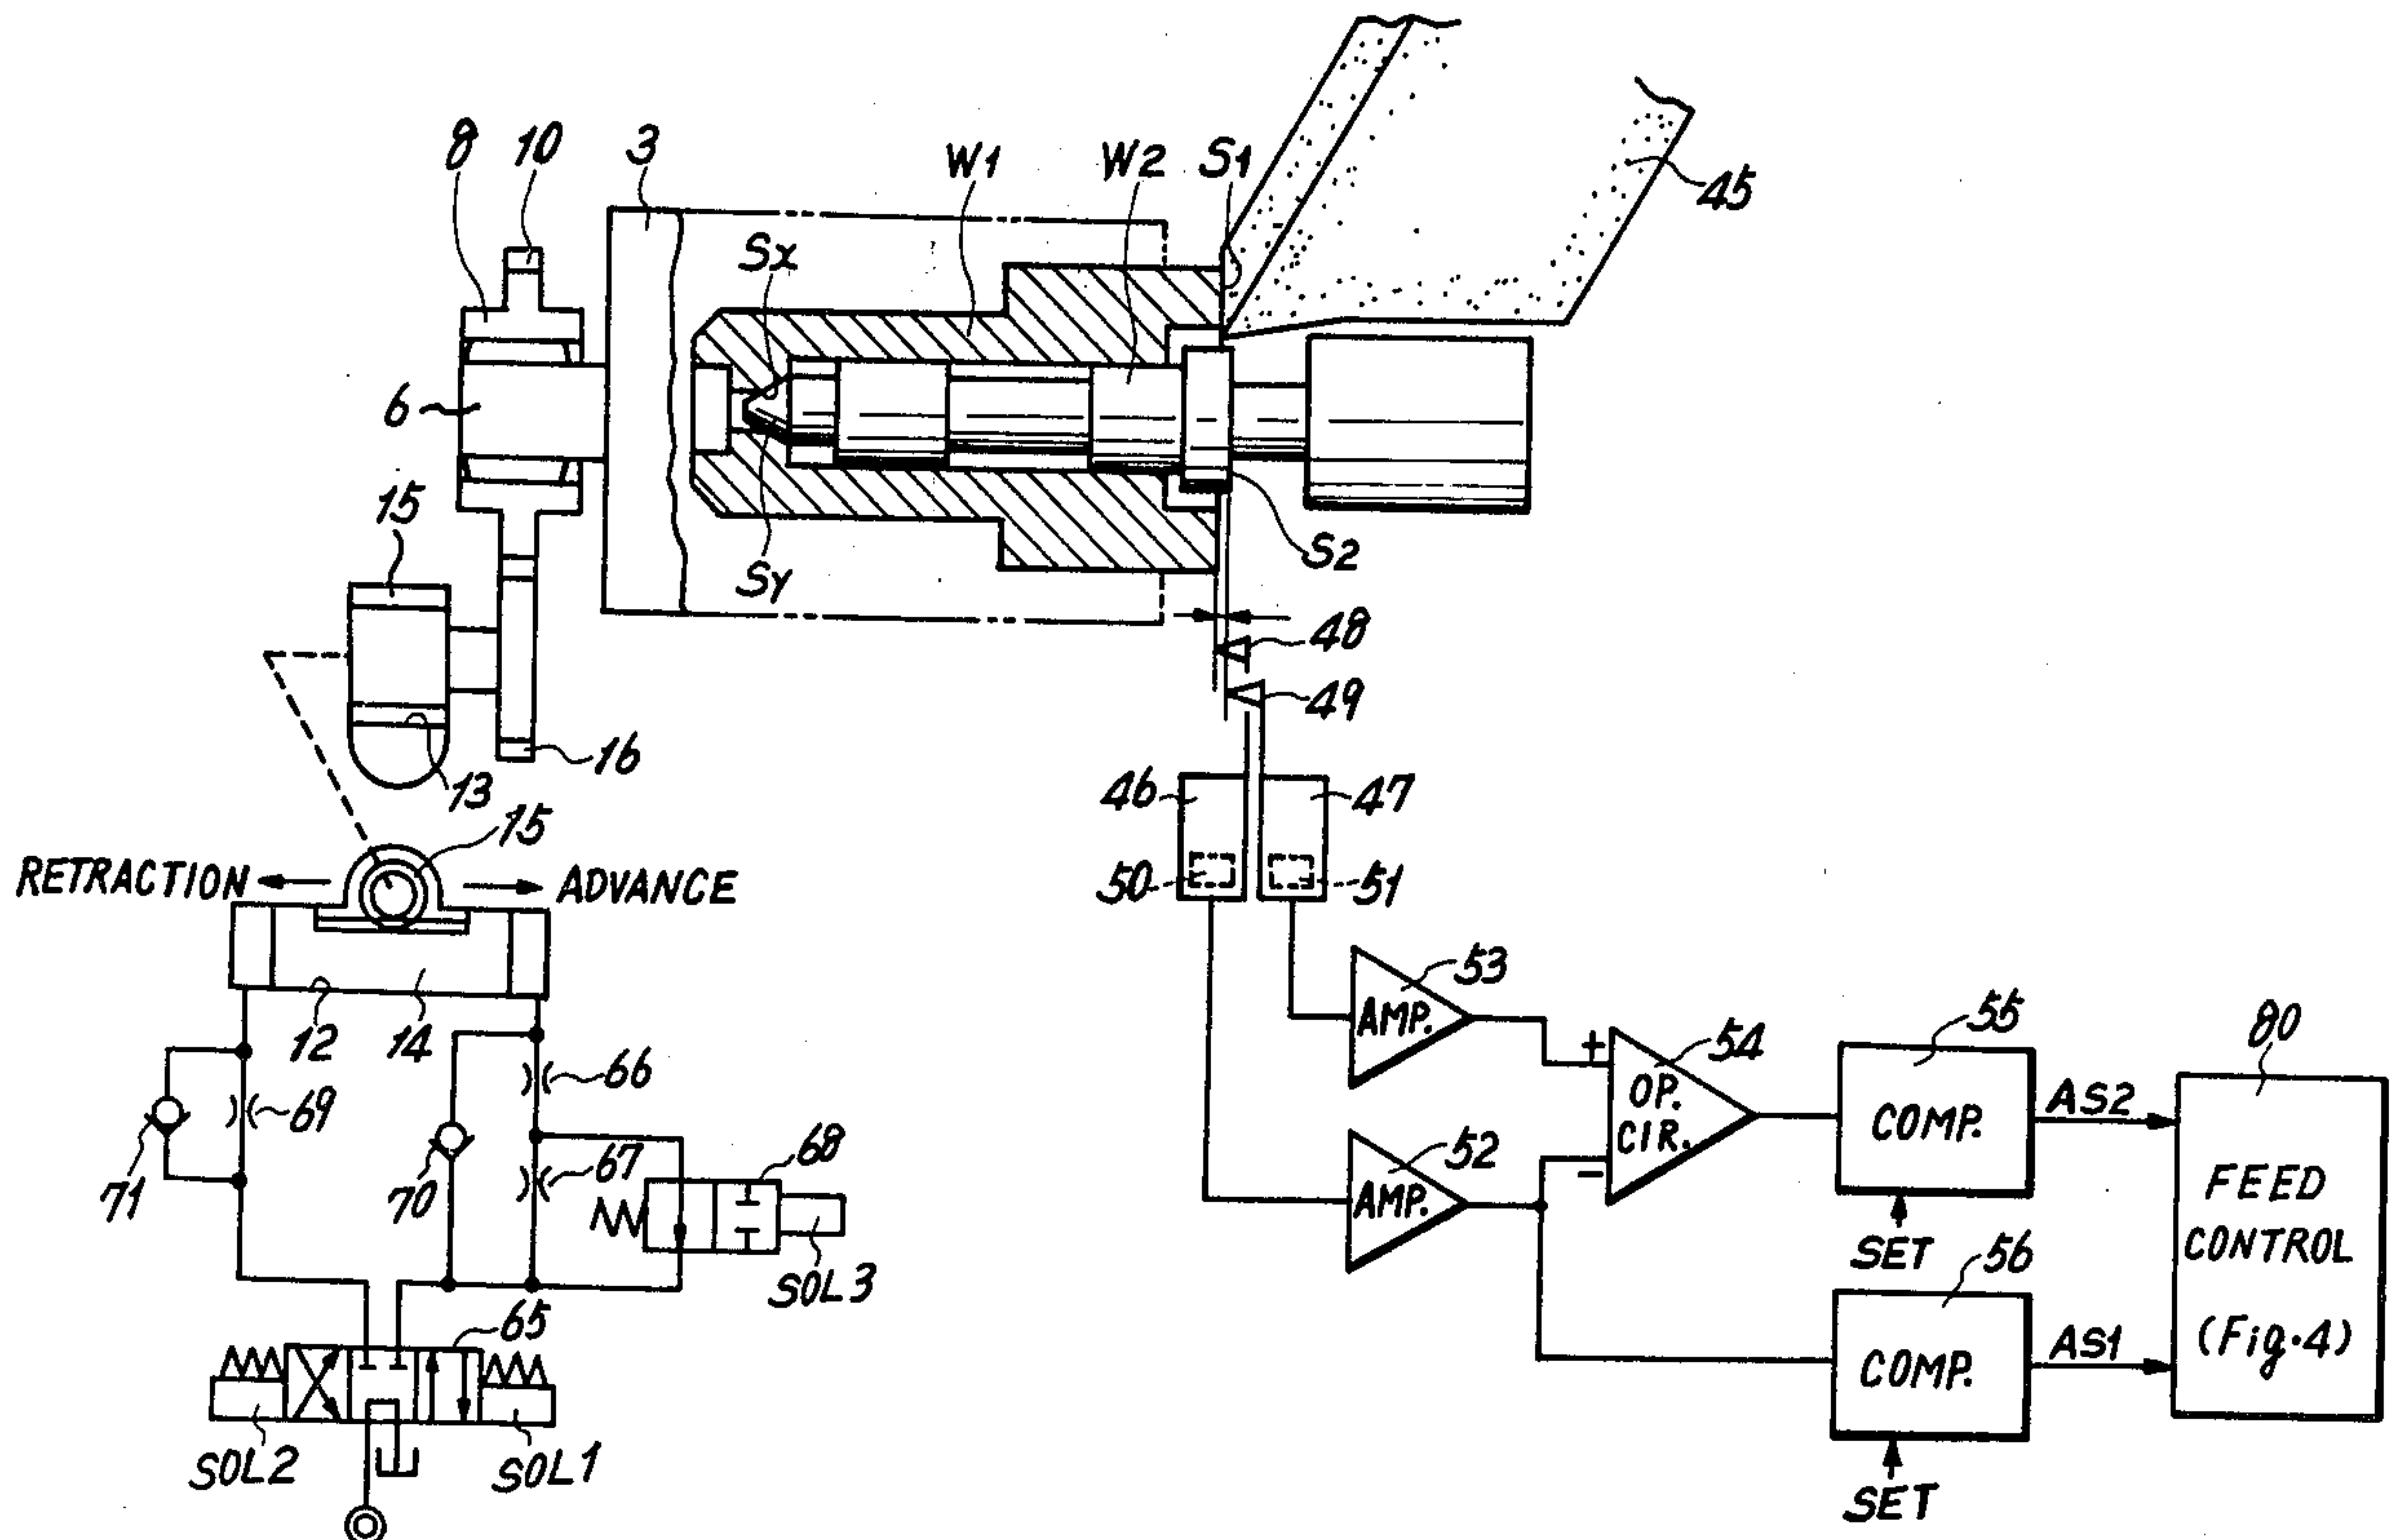 8
10
3
W1
W2
S1
45
Sx
6
15
Sy
S2
48
49
16
13
46
47
15
RETRACTION
ADVANCE
50
51
12
14
53
AMP.
55
80
+
54
OP.
CIR.
-
COMP.
AS2
69
66
71
70
67
68
52
AMP.
SET
56
FEED
CONTROL
(Fig.4)
SOL3
65
COMP.
AS1
SOL2
SOL1
SET